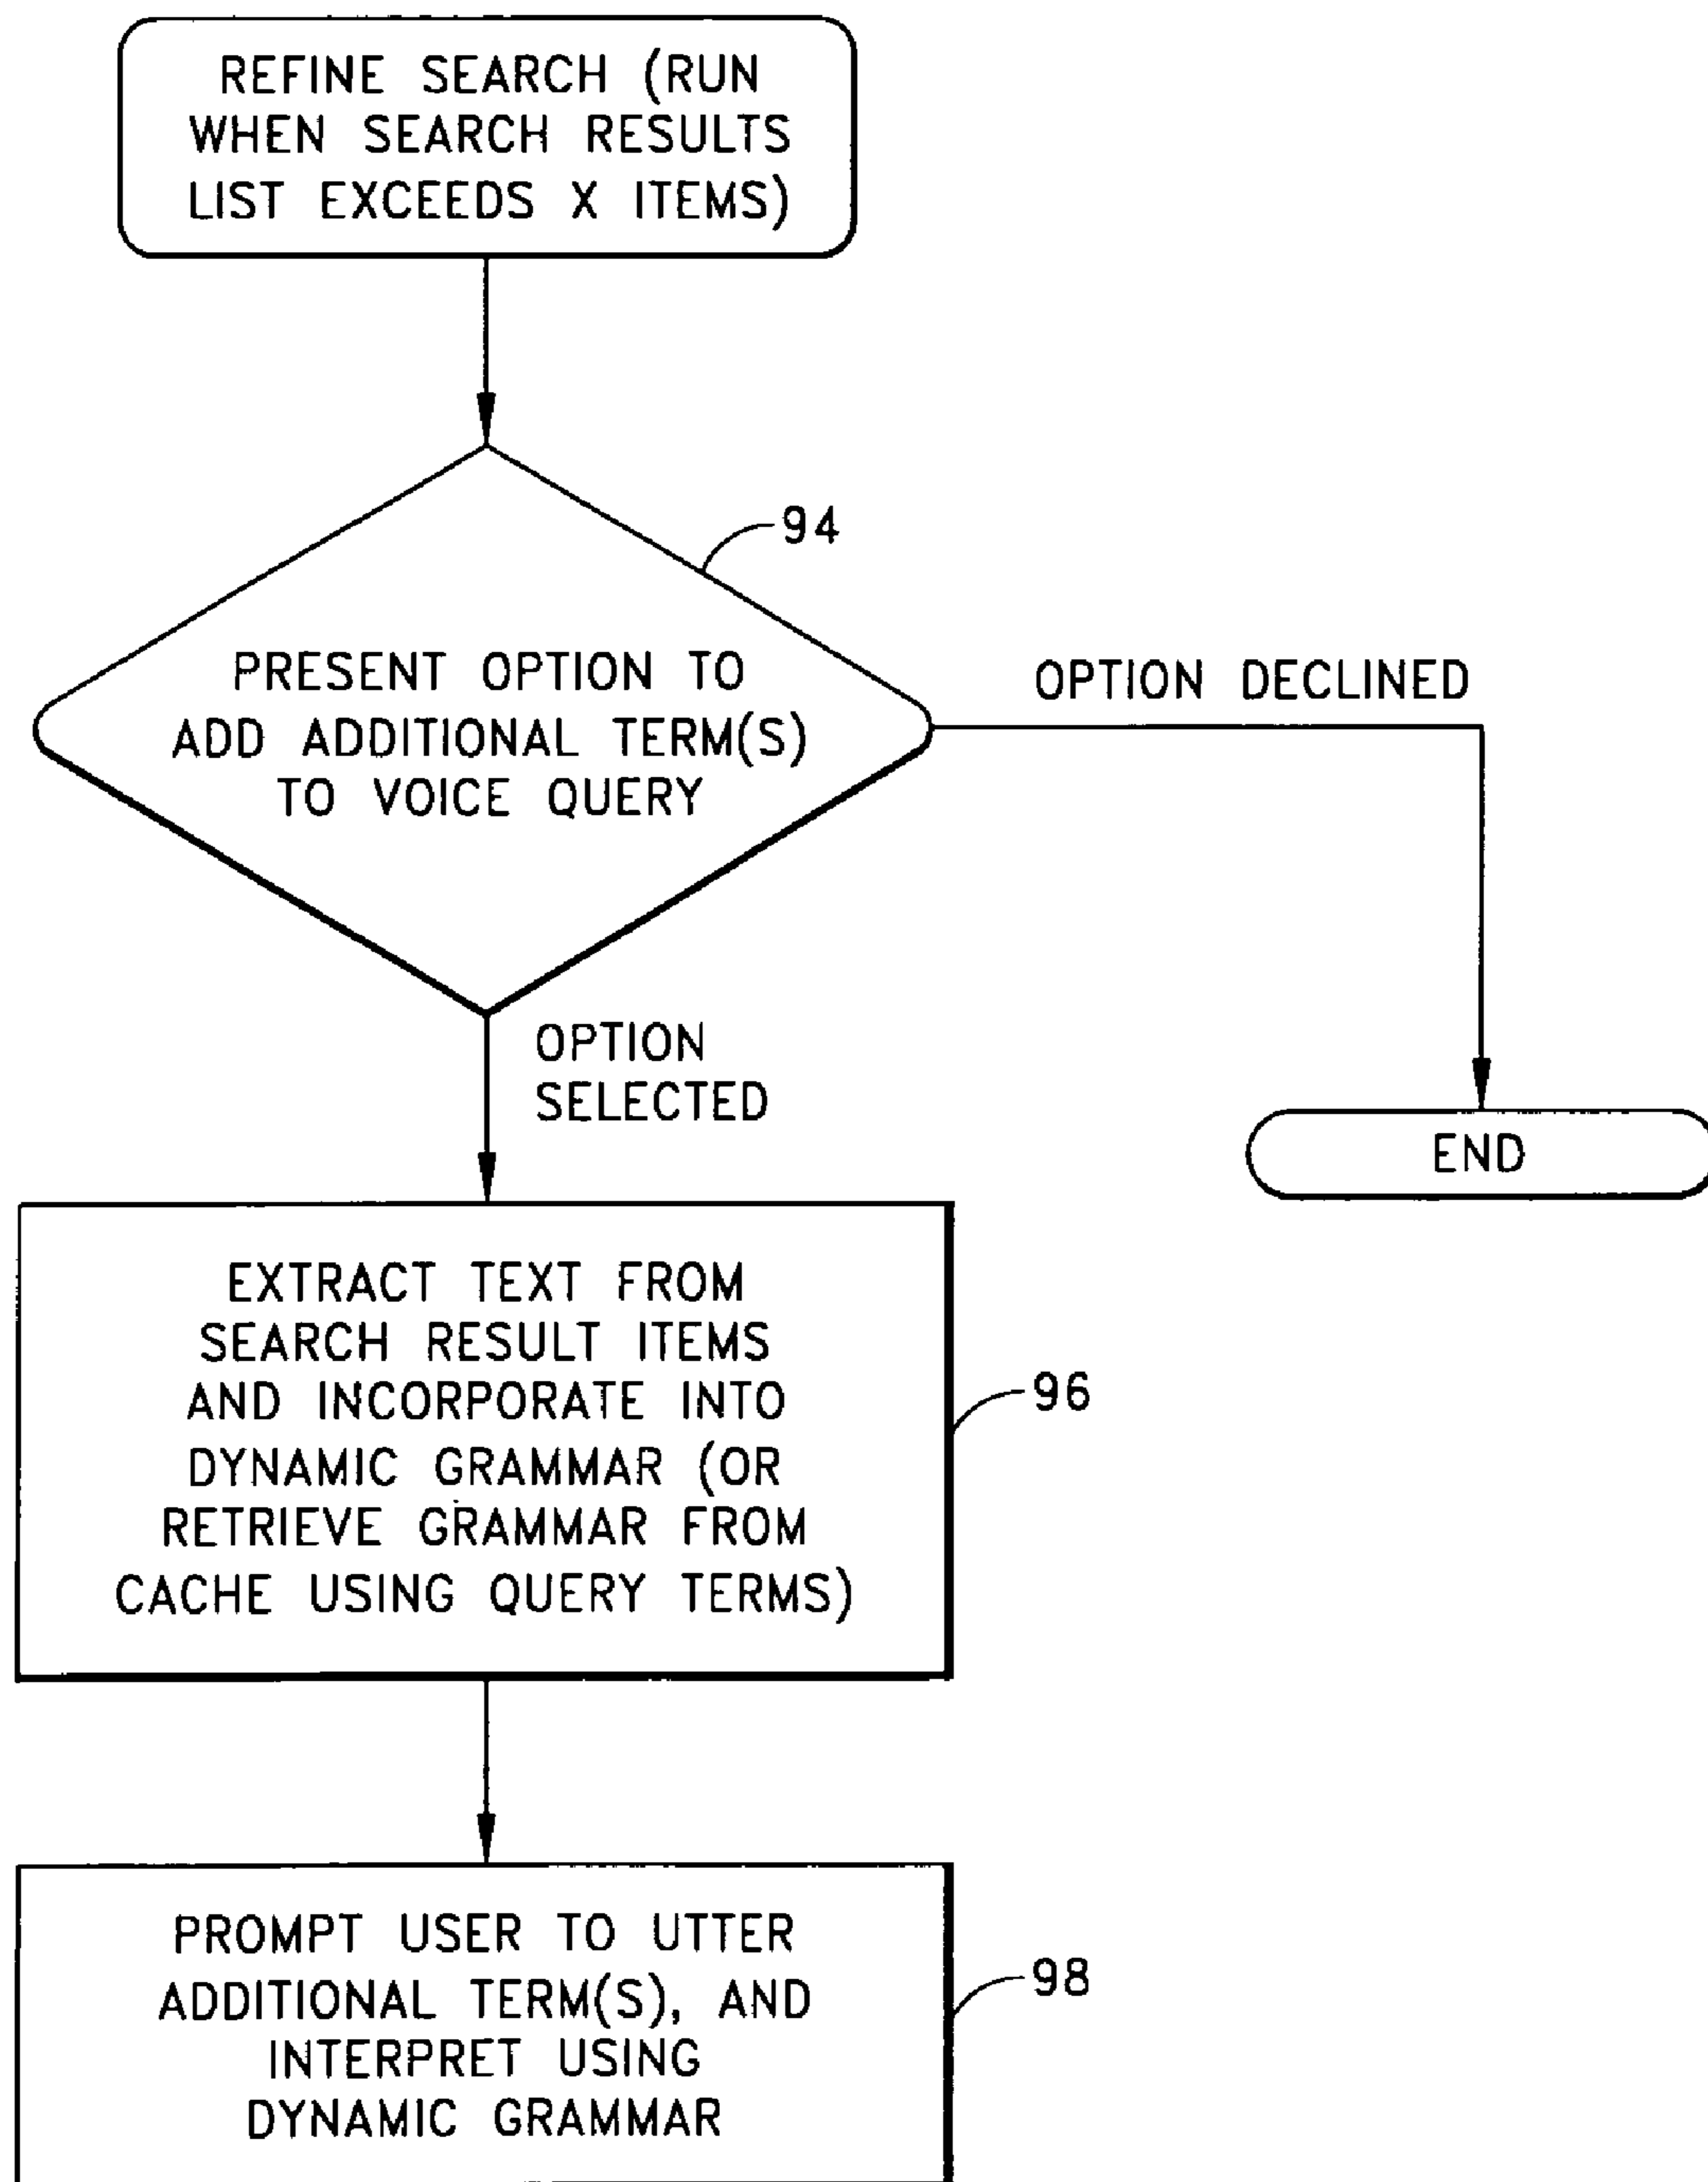 REFINE SEARCH (RUN
WHEN SEARCH RESULTS
LIST EXCEEDS X ITEMS)
94
PRESENT OPTION TO
ADD ADDITIONAL TERM(S)
TO VOICE QUERY
OPTION DECLINED
OPTION
SELECTED
END
EXTRACT TEXT FROM
SEARCH RESULT ITEMS
AND INCORPORATE INTO
DYNAMIC GRAMMAR (OR
RETRIEVE GRAMMAR FROM
CACHE USING QUERY TERMS)
96
PROMPT USER TO UTTER
ADDITIONAL TERM(S), AND
INTERPRET USING
DYNAMIC GRAMMAR
98